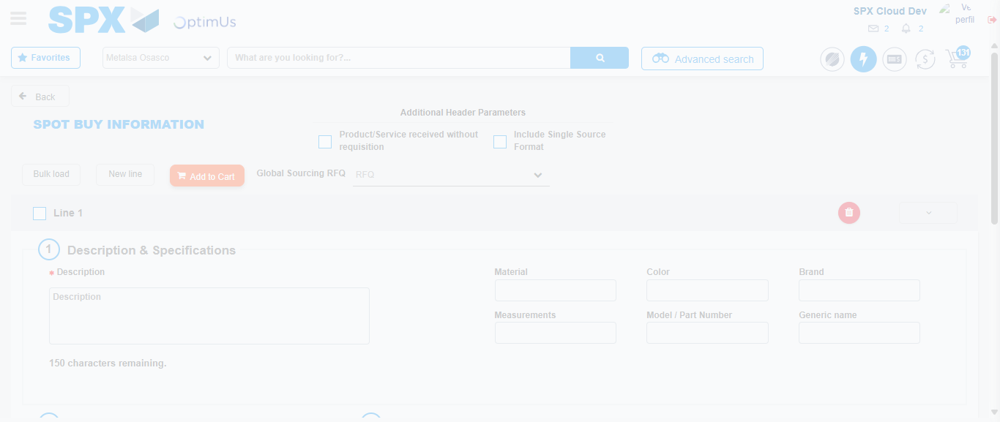 SPX
OptimUs
SPX Cloud Dev
Ve
perfil
2
2
Favorites
Metalsa Osasco
What are you looking for?...
Advanced search
131
Back
SPOT BUY INFORMATION
Additional Header Parameters
Product/Service received without
requisition
Include Single Source
Format
Bulk load
New line
Add to Cart
Global Sourcing RFQ
RFQ
Line 1
1
Description & Specifications
* Description
Material
Color
Brand
Description
Measurements
Model / Part Number
Generic name
150 characters remaining.